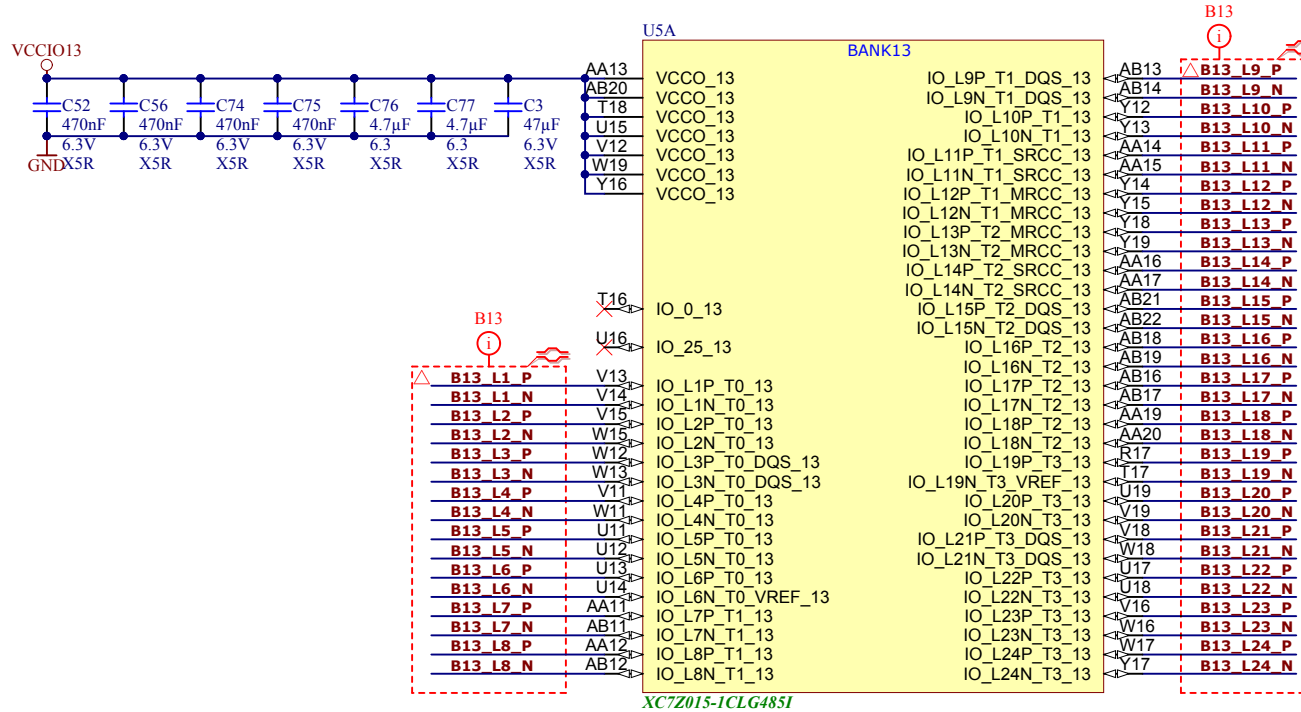 B13
i
U5A
BANK13
VCCIO13
GND
C52
470nF
6.3V
X5R
C56
470nF
6.3V
X5R
C74
470nF
6.3V
X5R
C75
470nF
6.3V
X5R
C76
4.7µF
6.3
X5R
C77
4.7µF
6.3
X5R
C3
47µF
6.3V
X5R
AA13 VCCO_13
AB20 VCCO_13
T18 VCCO_13
U15 VCCO_13
V12 VCCO_13
W19 VCCO_13
Y16 VCCO_13
T16 IO_0_13
U16 IO_25_13
B13
i
B13_L1_P V13 IO_L1P_T0_13
B13_L1_N V14 IO_L1N_T0_13
B13_L2_P V15 IO_L2P_T0_13
B13_L2_N W15 IO_L2N_T0_13
B13_L3_P W12 IO_L3P_T0_DQS_13
B13_L3_N W13 IO_L3N_T0_DQS_13
B13_L4_P V11 IO_L4P_T0_13
B13_L4_N W11 IO_L4N_T0_13
B13_L5_P U11 IO_L5P_T0_13
B13_L5_N U12 IO_L5N_T0_13
B13_L6_P U13 IO_L6P_T0_13
B13_L6_N U14 IO_L6N_T0_VREF_13
B13_L7_P AA11 IO_L7P_T1_13
B13_L7_N AB11 IO_L7N_T1_13
B13_L8_P AA12 IO_L8P_T1_13
B13_L8_N AB12 IO_L8N_T1_13
IO_L9P_T1_DQS_13 AB13 B13_L9_P
IO_L9N_T1_DQS_13 AB14 B13_L9_N
IO_L10P_T1_13 Y12 B13_L10_P
IO_L10N_T1_13 Y13 B13_L10_N
IO_L11P_T1_SRCC_13 AA14 B13_L11_P
IO_L11N_T1_SRCC_13 AA15 B13_L11_N
IO_L12P_T1_MRCC_13 Y14 B13_L12_P
IO_L12N_T1_MRCC_13 Y15 B13_L12_N
IO_L13P_T2_MRCC_13 Y18 B13_L13_P
IO_L13N_T2_MRCC_13 Y19 B13_L13_N
IO_L14P_T2_SRCC_13 AA16 B13_L14_P
IO_L14N_T2_SRCC_13 AA17 B13_L14_N
IO_L15P_T2_DQS_13 AB21 B13_L15_P
IO_L15N_T2_DQS_13 AB22 B13_L15_N
IO_L16P_T2_13 AB18 B13_L16_P
IO_L16N_T2_13 AB19 B13_L16_N
IO_L17P_T2_13 AB16 B13_L17_P
IO_L17N_T2_13 AB17 B13_L17_N
IO_L18P_T2_13 AA19 B13_L18_P
IO_L18N_T2_13 AA20 B13_L18_N
IO_L19P_T3_13 R17 B13_L19_P
IO_L19N_T3_VREF_13 T17 B13_L19_N
IO_L20P_T3_13 U19 B13_L20_P
IO_L20N_T3_13 V19 B13_L20_N
IO_L21P_T3_DQS_13 V18 B13_L21_P
IO_L21N_T3_DQS_13 W18 B13_L21_N
IO_L22P_T3_13 U17 B13_L22_P
IO_L22N_T3_13 U18 B13_L22_N
IO_L23P_T3_13 V16 B13_L23_P
IO_L23N_T3_13 W16 B13_L23_N
IO_L24P_T3_13 W17 B13_L24_P
IO_L24N_T3_13 Y17 B13_L24_N
XC7Z015-1CLG485I